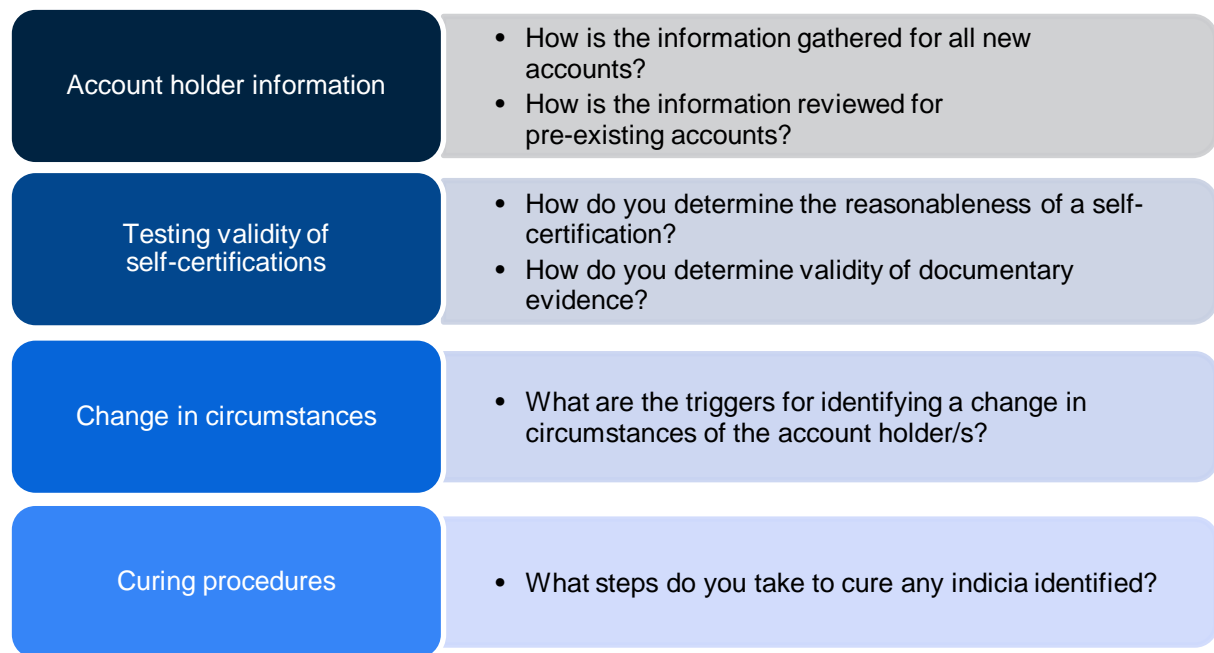 Account holder information
• How is the information gathered for all new
accounts?
• How is the information reviewed for
pre-existing accounts?
Testing validity of
self-certifications
• How do you determine the reasonableness of a self-
certification?
• How do you determine validity of documentary
evidence?
Change in circumstances
• What are the triggers for identifying a change in
circumstances of the account holder/s?
Curing procedures
• What steps do you take to cure any indicia identified?